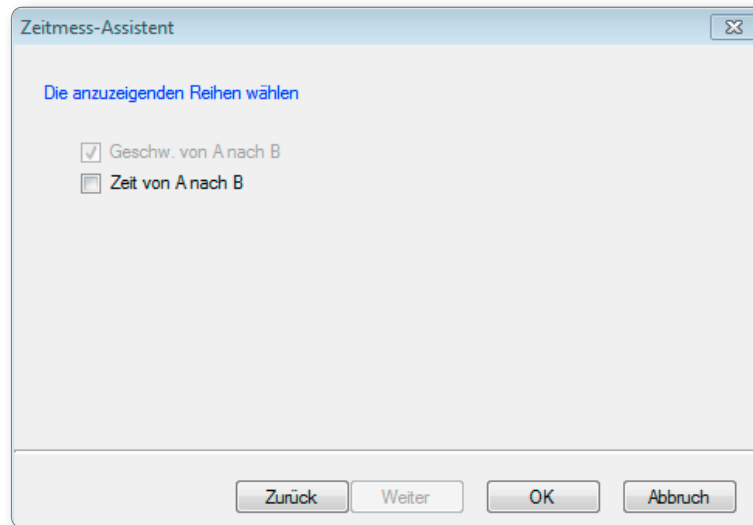 Zeitmess-Assistent
Die anzuzeigenden Reihen wählen
Geschw. von A nach B
Zeit von A nach B
Zurück Weiter OK Abbruch